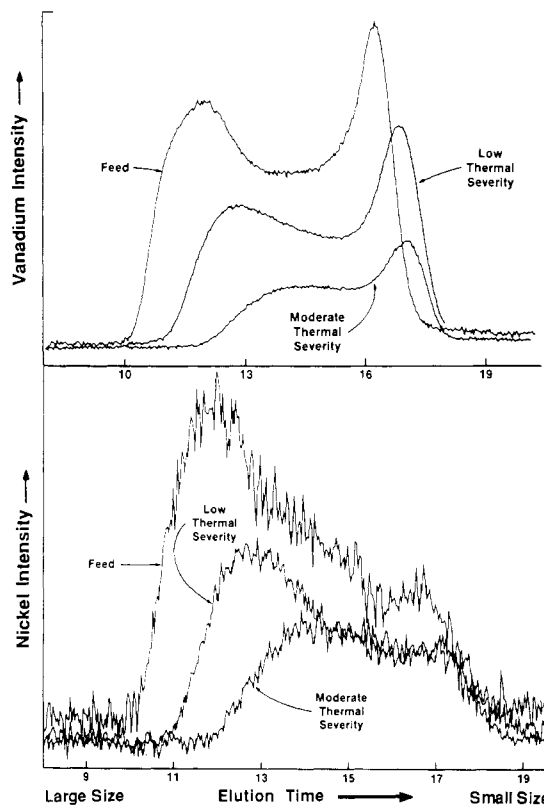 Vanadium Intensity
Feed
Low
Thermal
Severity
Moderate
Thermal
Severity
10 13 16 19
Nickel Intensity
Low
Thermal
Severity
Feed
Moderate
Thermal
Severity
9 11 13 15 17 19
Large Size Elution Time Small Size